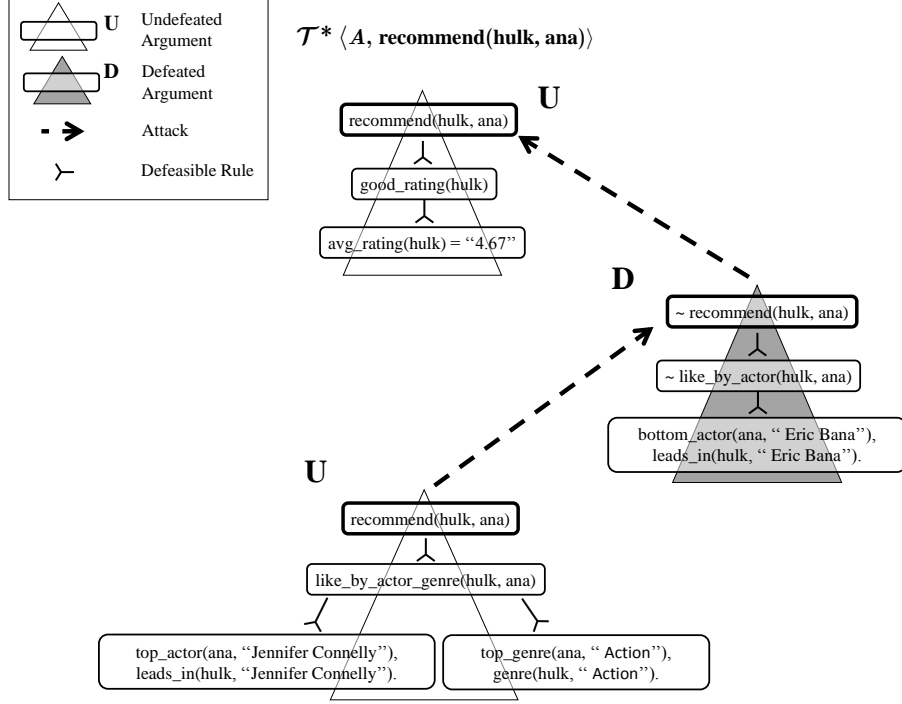 U
Undefeated
Argument
D
Defeated
Argument
Attack
Defeasible Rule
𝒯* ⟨A, recommend(hulk, ana)⟩
U
recommend(hulk, ana)
good_rating(hulk)
avg_rating(hulk) = ‘‘4.67’’
D
~ recommend(hulk, ana)
~ like_by_actor(hulk, ana)
bottom_actor(ana, ‘‘ Eric Bana’’),
leads_in(hulk, ‘‘ Eric Bana’’).
U
recommend(hulk, ana)
like_by_actor_genre(hulk, ana)
top_actor(ana, ‘‘Jennifer Connelly’’),
leads_in(hulk, ‘‘Jennifer Connelly’’).
top_genre(ana, ‘‘ Action’’),
genre(hulk, ‘‘ Action’’).